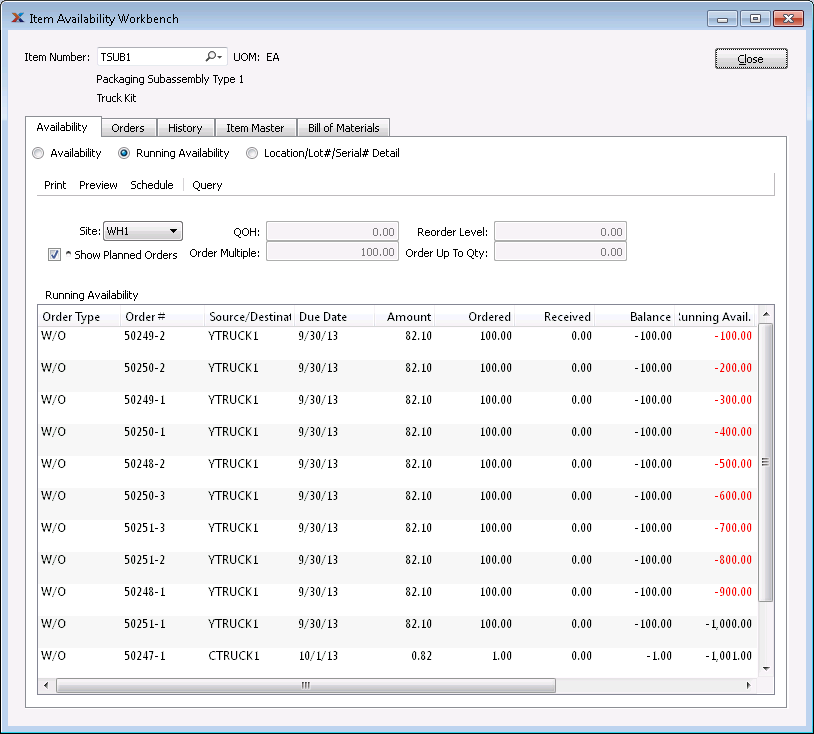 Item Availability Workbench
Item Number: TSUB1 UOM: EA
Close
Packaging Subassembly Type 1
Truck Kit
Availability Orders History Item Master Bill of Materials
Availability Running Availability Location/Lot#/Serial# Detail
Print Preview Schedule Query
Site: WH1 QOH: 0.00 Reorder Level: 0.00
^ Show Planned Orders Order Multiple: 100.00 Order Up To Qty: 0.00
Running Availability
Order Type Order # Source/Destinat Due Date Amount Ordered Received Balance Running Avail.
W/O 50249-2 YTRUCK1 9/30/13 82.10 100.00 0.00 -100.00 -100.00
W/O 50250-2 YTRUCK1 9/30/13 82.10 100.00 0.00 -100.00 -200.00
W/O 50249-1 YTRUCK1 9/30/13 82.10 100.00 0.00 -100.00 -300.00
W/O 50250-1 YTRUCK1 9/30/13 82.10 100.00 0.00 -100.00 -400.00
W/O 50248-2 YTRUCK1 9/30/13 82.10 100.00 0.00 -100.00 -500.00
W/O 50250-3 YTRUCK1 9/30/13 82.10 100.00 0.00 -100.00 -600.00
W/O 50251-3 YTRUCK1 9/30/13 82.10 100.00 0.00 -100.00 -700.00
W/O 50251-2 YTRUCK1 9/30/13 82.10 100.00 0.00 -100.00 -800.00
W/O 50248-1 YTRUCK1 9/30/13 82.10 100.00 0.00 -100.00 -900.00
W/O 50251-1 YTRUCK1 9/30/13 82.10 100.00 0.00 -100.00 -1,000.00
W/O 50247-1 CTRUCK1 10/1/13 0.82 1.00 0.00 -1.00 -1,001.00